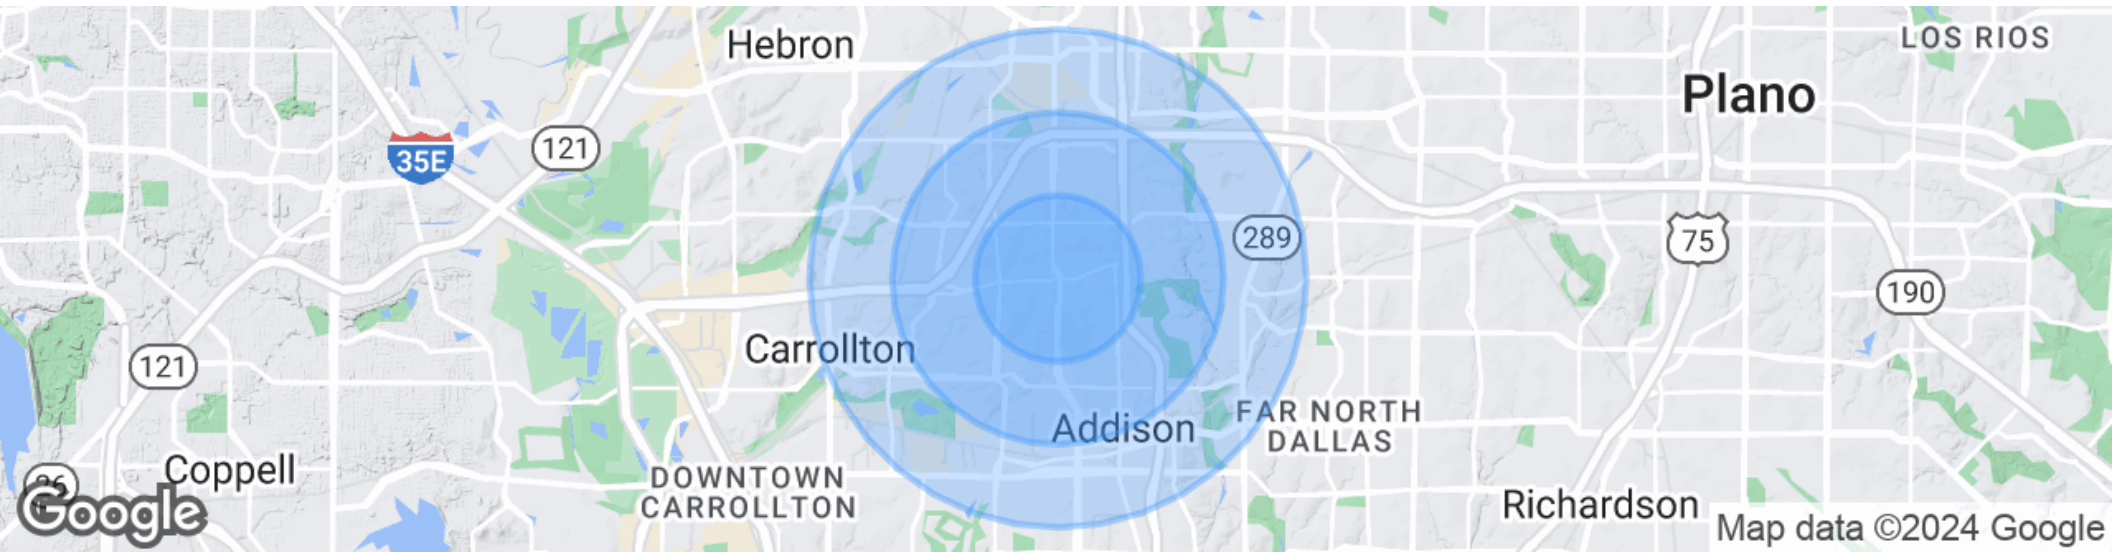 Hebron
LOS RIOS
Plano
35E
121
289
75
190
Carrollton
121
Addison
FAR NORTH
DALLAS
Coppell
26
DOWNTOWN
CARROLLTON
Richardson
Google
Map data ©2024 Google